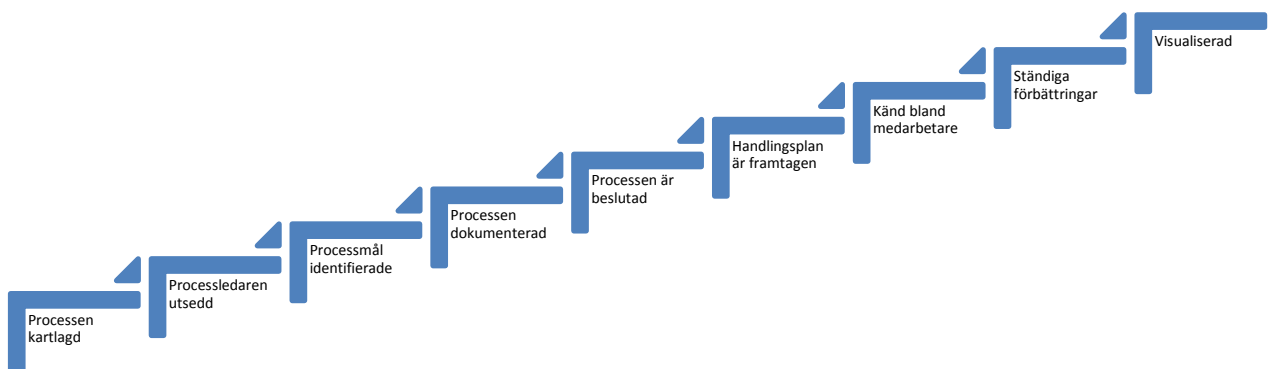 Processen
kartlagd
Processledaren
utsedd
Processmål
identifierade
Processen
dokumenterad
Processen är
beslutad
Handlingsplan
är framtagen
Känd bland
medarbetare
Ständiga
förbättringar
Visualiserad